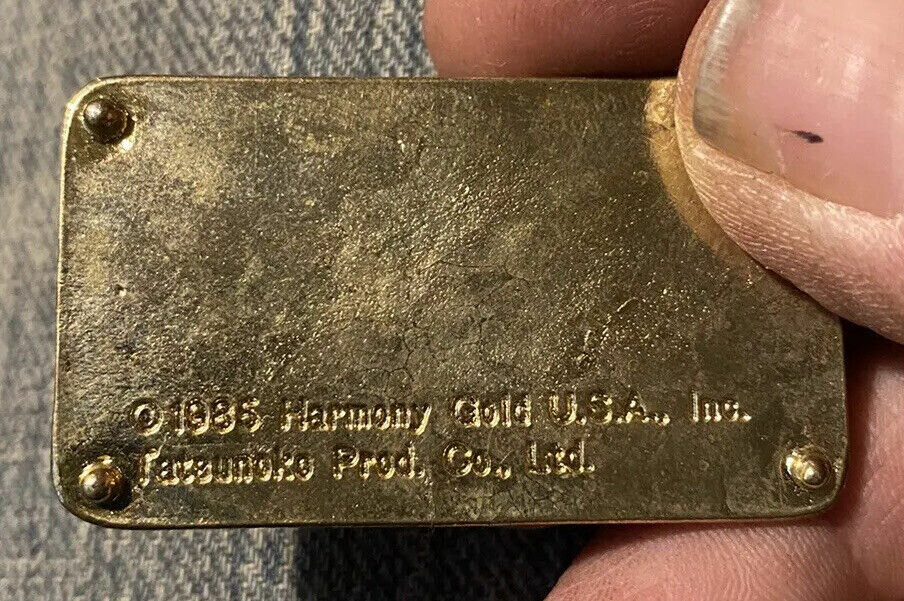 ©1985 Harmony Gold U.S.A., Inc.
Tatsunoko Prod. Co., Ltd.